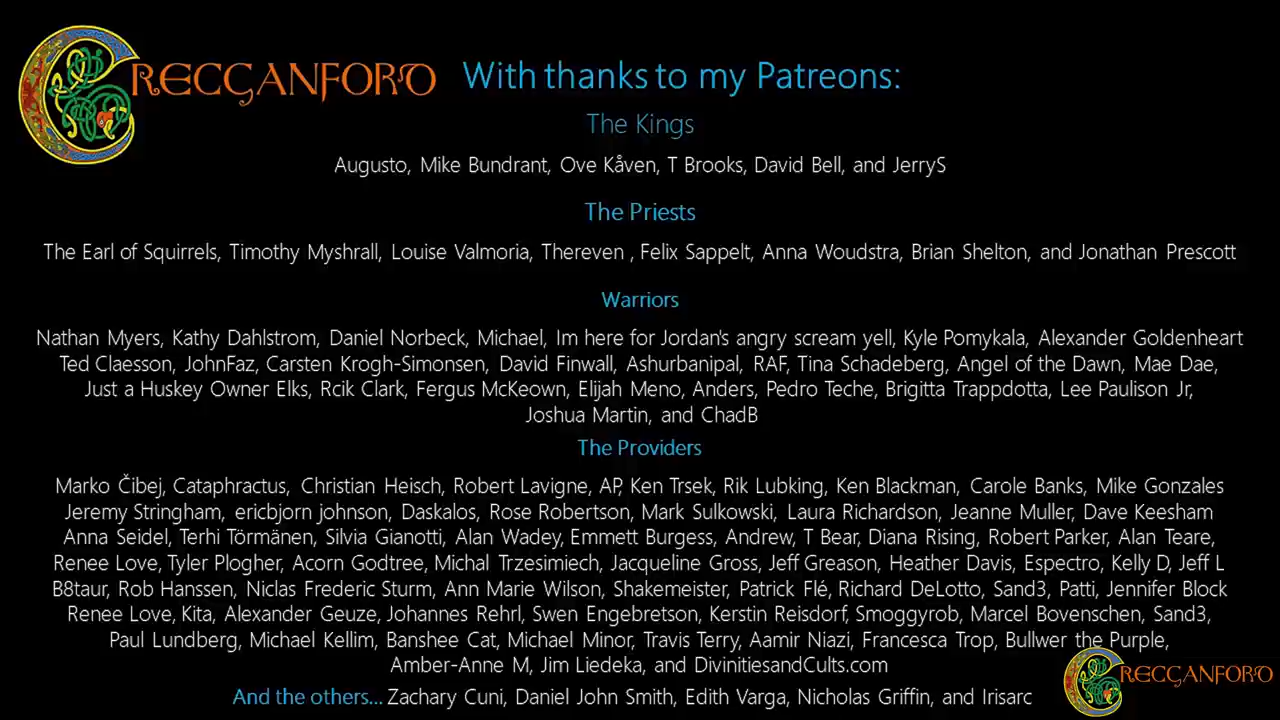 CRECGANFORD
With thanks to my Patreons:
The Kings
Augusto, Mike Bundrant, Ove Kåven, T Brooks, David Bell, and JerryS
The Priests
The Earl of Squirrels, Timothy Myshrall, Louise Valmoria, Thereven , Felix Sappelt, Anna Woudstra, Brian Shelton, and Jonathan Prescott
Warriors
Nathan Myers, Kathy Dahlstrom, Daniel Norbeck, Michael, Im here for Jordan's angry scream yell, Kyle Pomykala, Alexander Goldenheart
Ted Claesson, JohnFaz, Carsten Krogh-Simonsen, David Finwall, Ashurbanipal, RAF, Tina Schadeberg, Angel of the Dawn, Mae Dae,
Just a Huskey Owner Elks, Rcik Clark, Fergus McKeown, Elijah Meno, Anders, Pedro Teche, Brigitta Trappdotta, Lee Paulison Jr,
Joshua Martin, and ChadB
The Providers
Marko Čibej, Cataphractus, Christian Heisch, Robert Lavigne, AP, Ken Trsek, Rik Lubking, Ken Blackman, Carole Banks, Mike Gonzales
Jeremy Stringham, ericbjorn johnson, Daskalos, Rose Robertson, Mark Sulkowski, Laura Richardson, Jeanne Muller, Dave Keesham
Anna Seidel, Terhi Törmänen, Silvia Gianotti, Alan Wadey, Emmett Burgess, Andrew, T Bear, Diana Rising, Robert Parker, Alan Teare,
Renee Love, Tyler Plogher, Acorn Godtree, Michal Trzesimiech, Jacqueline Gross, Jeff Greason, Heather Davis, Espectro, Kelly D, Jeff L
B8taur, Rob Hanssen, Niclas Frederic Sturm, Ann Marie Wilson, Shakemeister, Patrick Flé, Richard DeLotto, Sand3, Patti, Jennifer Block
Renee Love, Kita, Alexander Geuze, Johannes Rehrl, Swen Engebretson, Kerstin Reisdorf, Smoggyrob, Marcel Bovenschen, Sand3,
Paul Lundberg, Michael Kellim, Banshee Cat, Michael Minor, Travis Terry, Aamir Niazi, Francesca Trop, Bullwer the Purple,
Amber-Anne M, Jim Liedeka, and DivinitiesandCults.com
And the others... Zachary Cuni, Daniel John Smith, Edith Varga, Nicholas Griffin, and Irisarc
CRECGANFORD